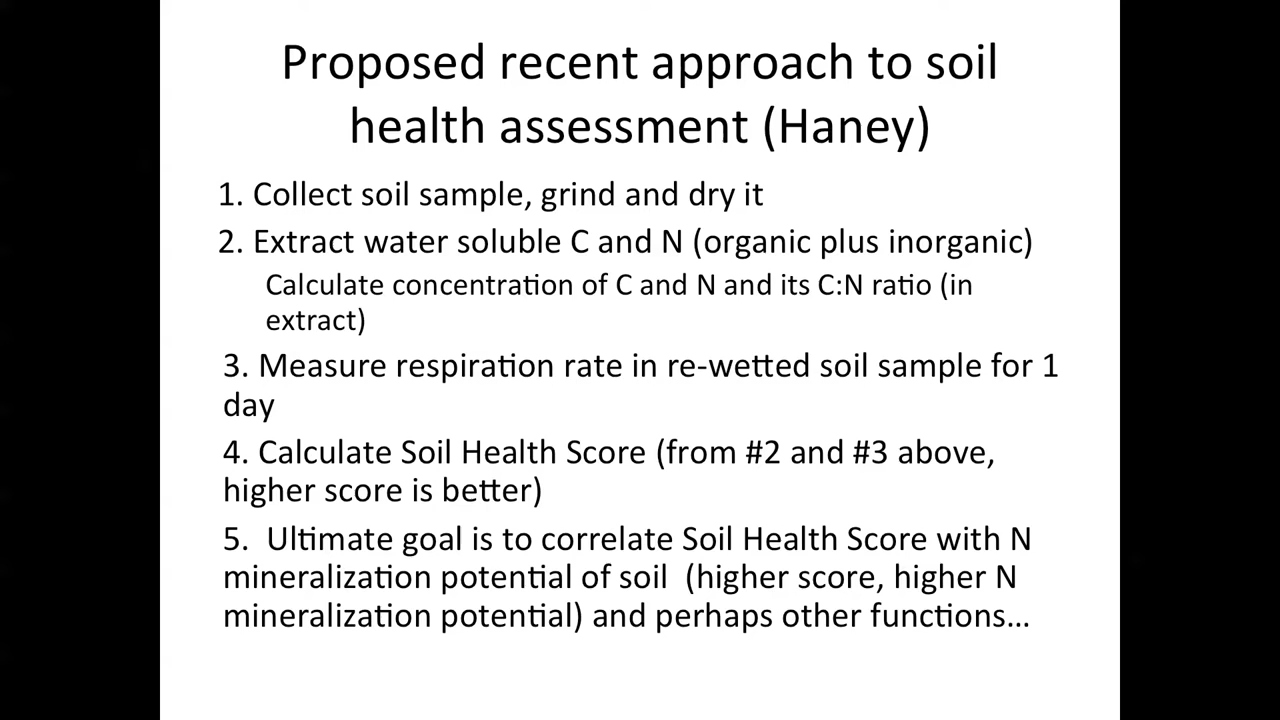 Proposed recent approach to soil
health assessment (Haney)
1. Collect soil sample, grind and dry it
2. Extract water soluble C and N (organic plus inorganic)
Calculate concentration of C and N and its C:N ratio (in
extract)
3. Measure respiration rate in re-wetted soil sample for 1
day
4. Calculate Soil Health Score (from #2 and #3 above,
higher score is better)
5.  Ultimate goal is to correlate Soil Health Score with N
mineralization potential of soil  (higher score, higher N
mineralization potential) and perhaps other functions...